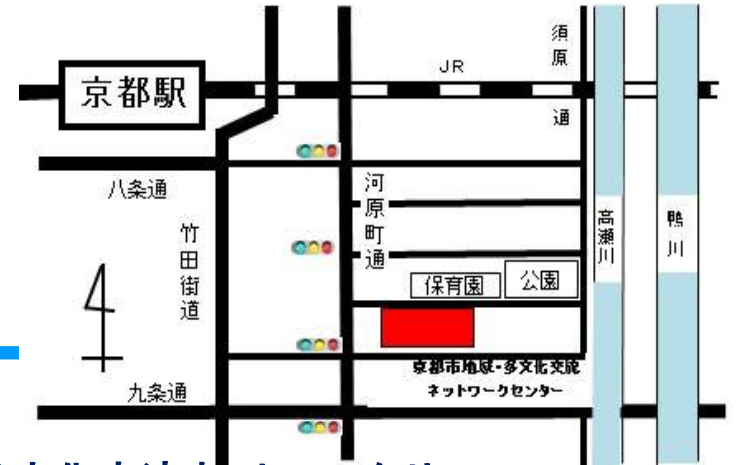 京都駅
JR
須原通
八条通
河原町通
竹田街道
高瀬川
鴨川
保育園
公園
京都市地域・多文化交流
ネットワークセンター
九条通